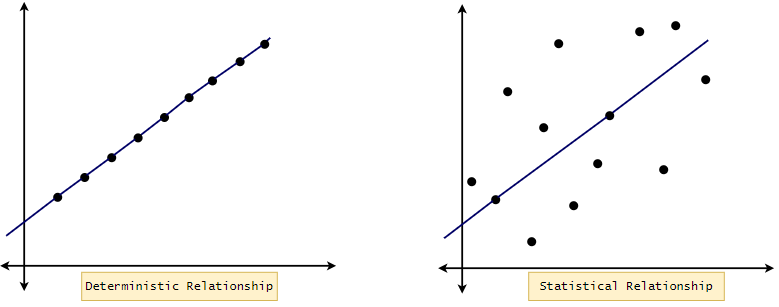 Deterministic Relationship
Statistical Relationship